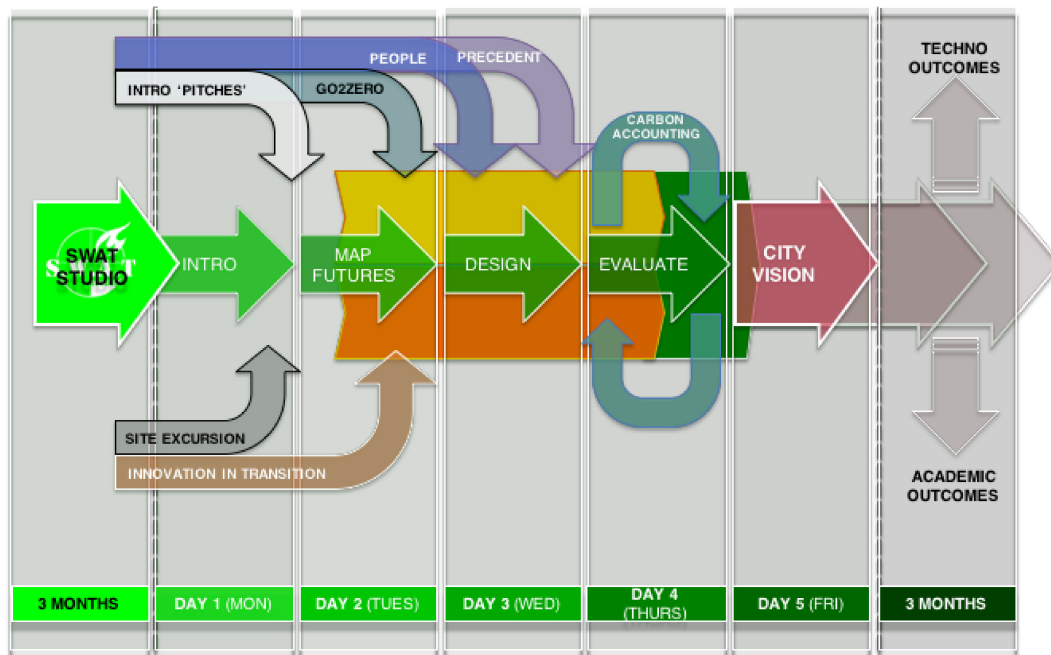 TECHNO
OUTCOMES
PEOPLE
PRECEDENT
INTRO ‘PITCHES’
GO2ZERO
CARBON
ACCOUNTING
SWAT
STUDIO
INTRO
MAP
FUTURES
DESIGN
EVALUATE
CITY
VISION
SITE EXCURSION
INNOVATION IN TRANSITION
ACADEMIC
OUTCOMES
3 MONTHS
DAY 1 (MON)
DAY 2 (TUES)
DAY 3 (WED)
DAY 4
(THURS)
DAY 5 (FRI)
3 MONTHS